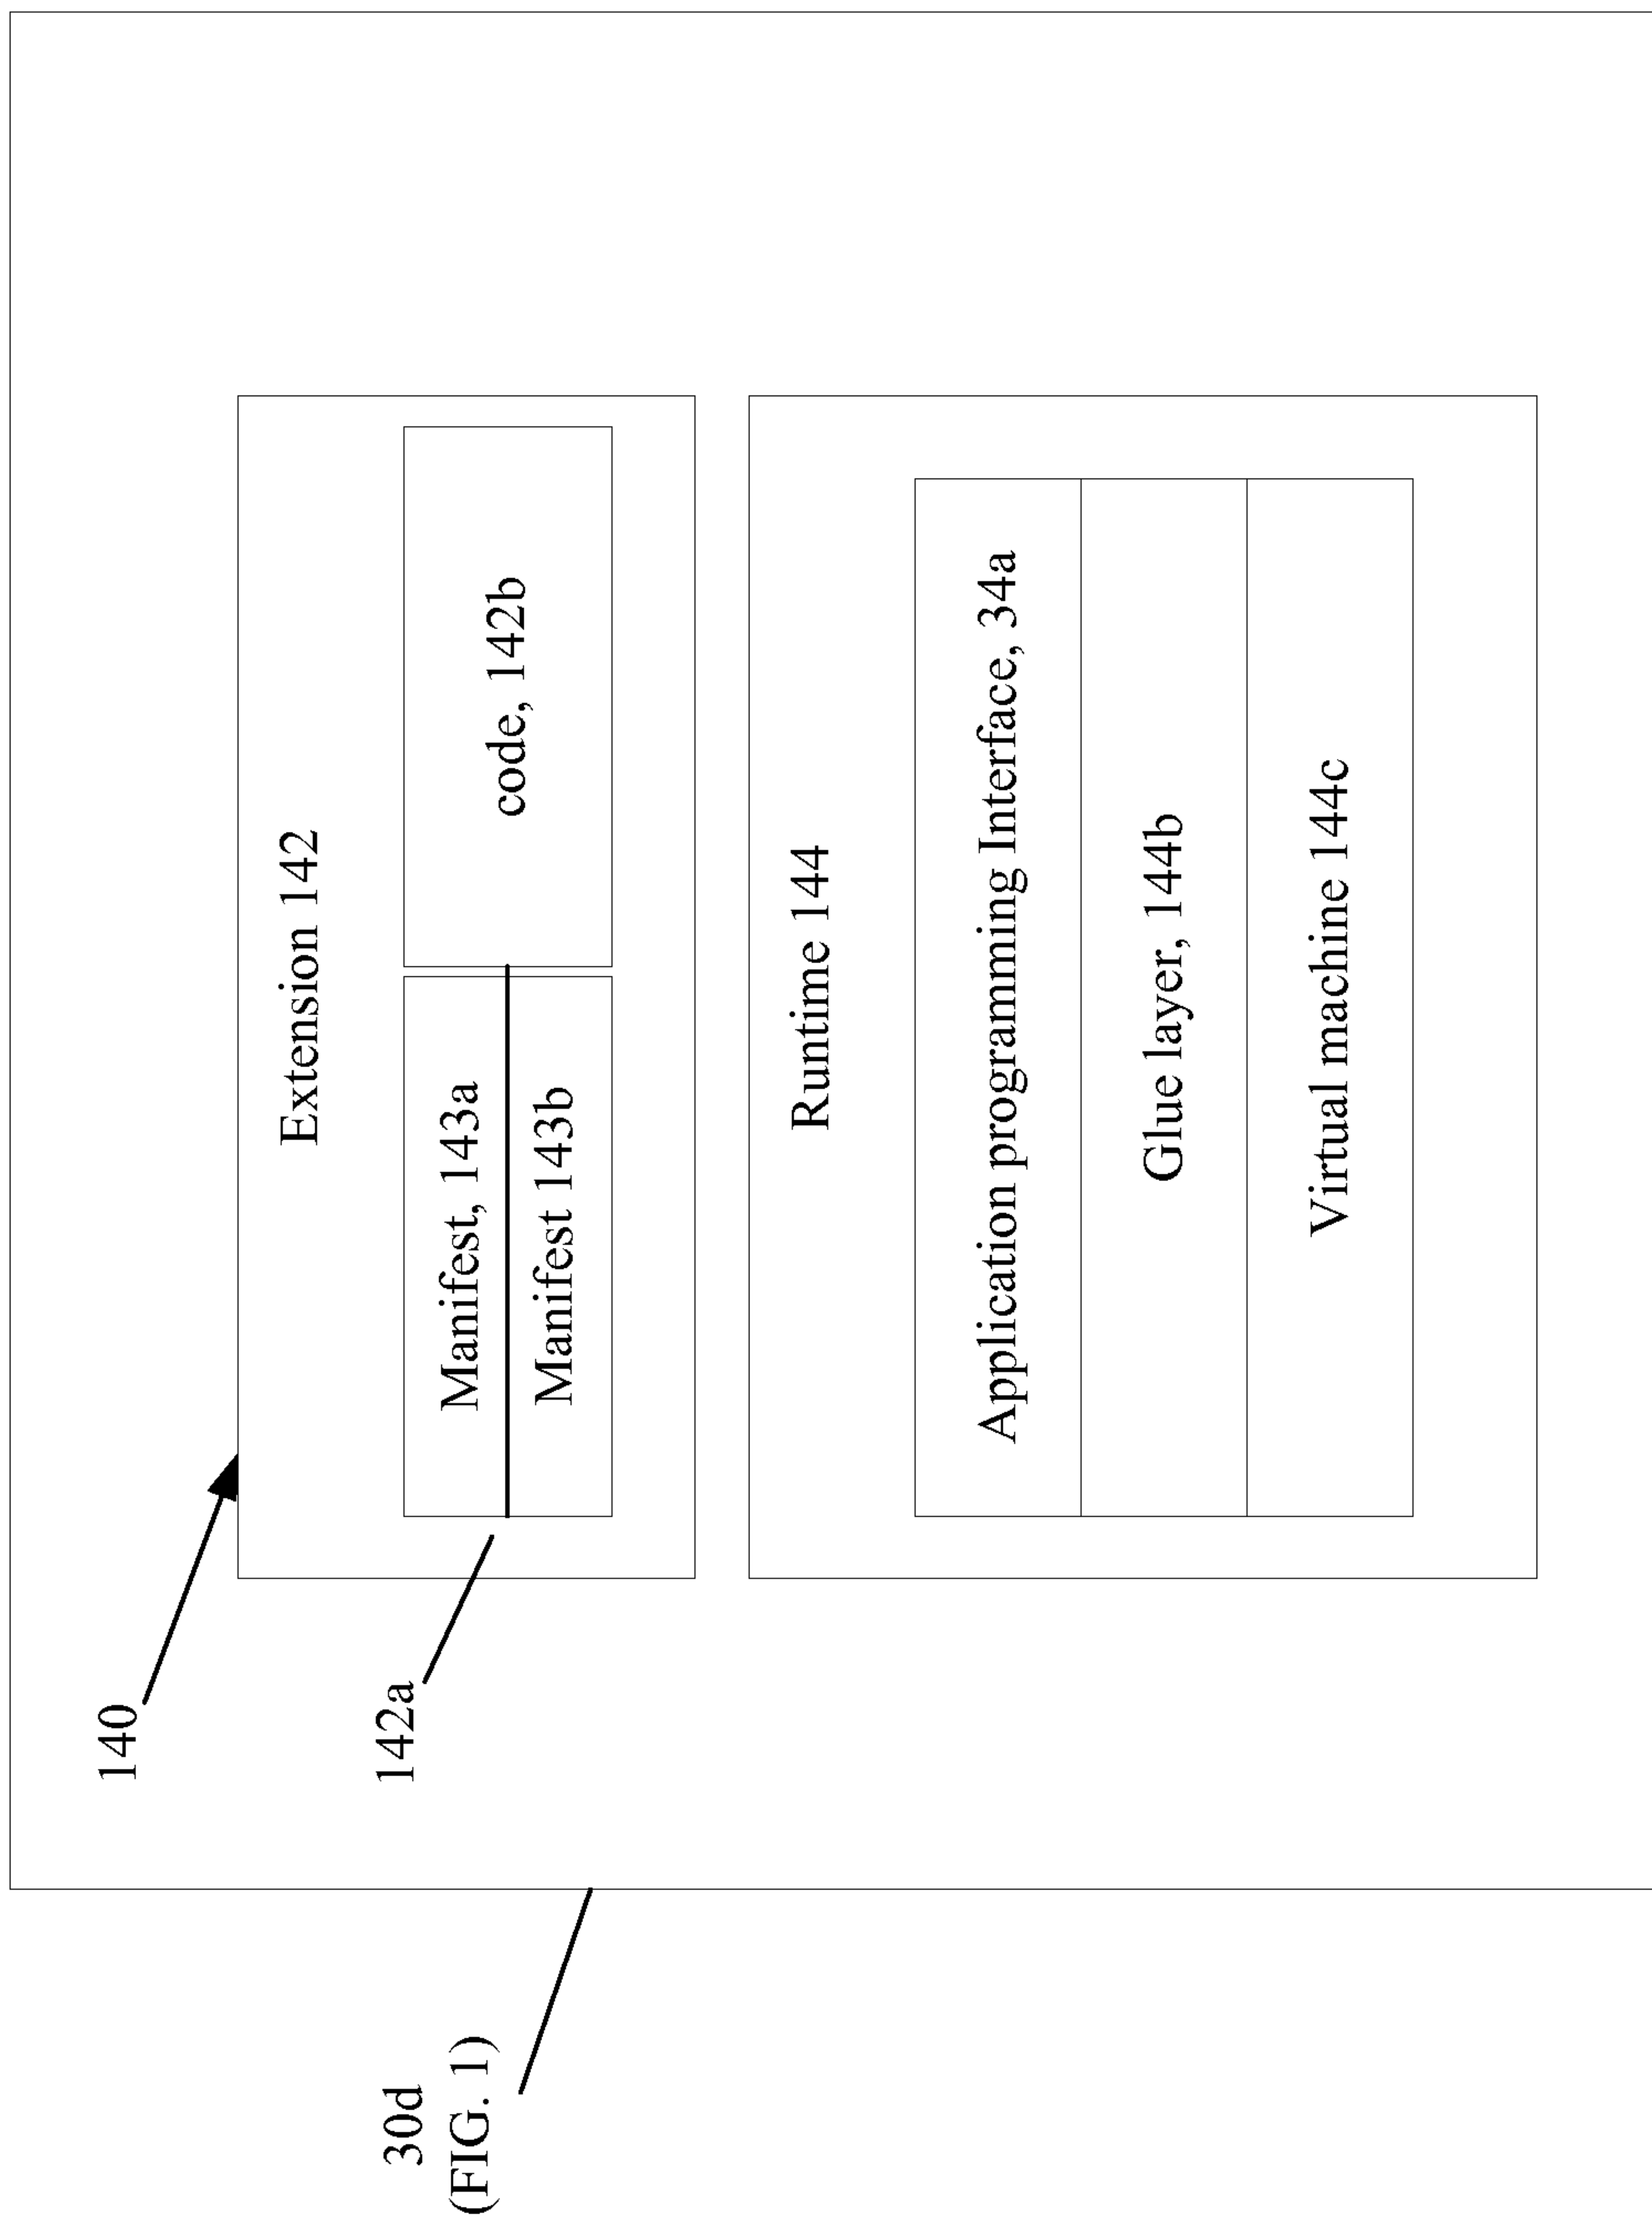 140
Extension 142
142a
Manifest, 143a
Manifest 143b
code, 142b
30d
(FIG. 1)
Runtime 144
Application programming Interface, 34a
Glue layer, 144b
Virtual machine 144c